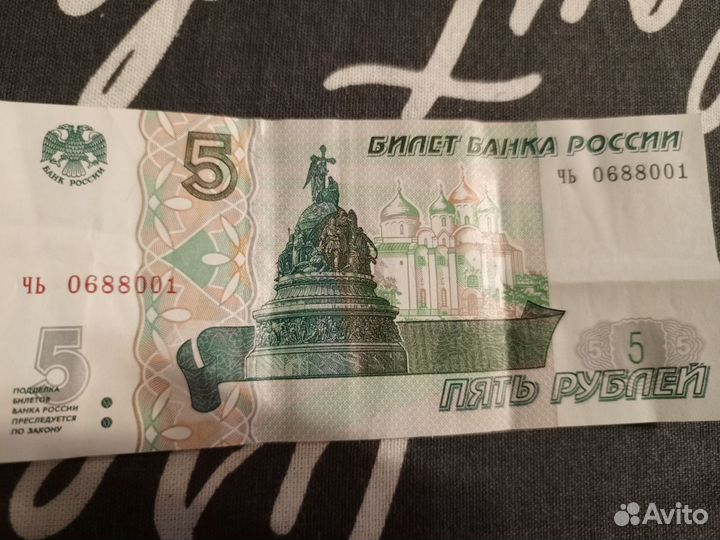 БАНК РОССИИ
5
БИЛЕТ БАНКА РОССИИ
ЧЬ 0688001
ЧЬ 0688001
5
ПОДДЕЛКА
БИЛЕТОВ
БАНКА РОССИИ
ПРЕСЛЕДУЕТСЯ
ПО ЗАКОНУ
5 5 5
ПЯТЬ РУБЛЕЙ
Avito